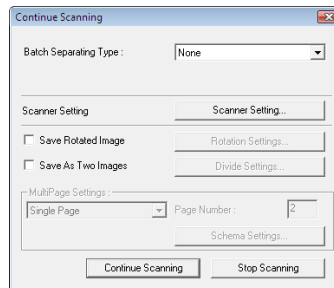 Continue Scanning
Batch Separating Type : None
Scanner Setting Scanner Setting...
Save Rotated Image Rotation Settings...
Save As Two Images Divide Settings...
MultiPage Settings :
Single Page Page Number : 2
Schema Settings...
Continue Scanning Stop Scanning